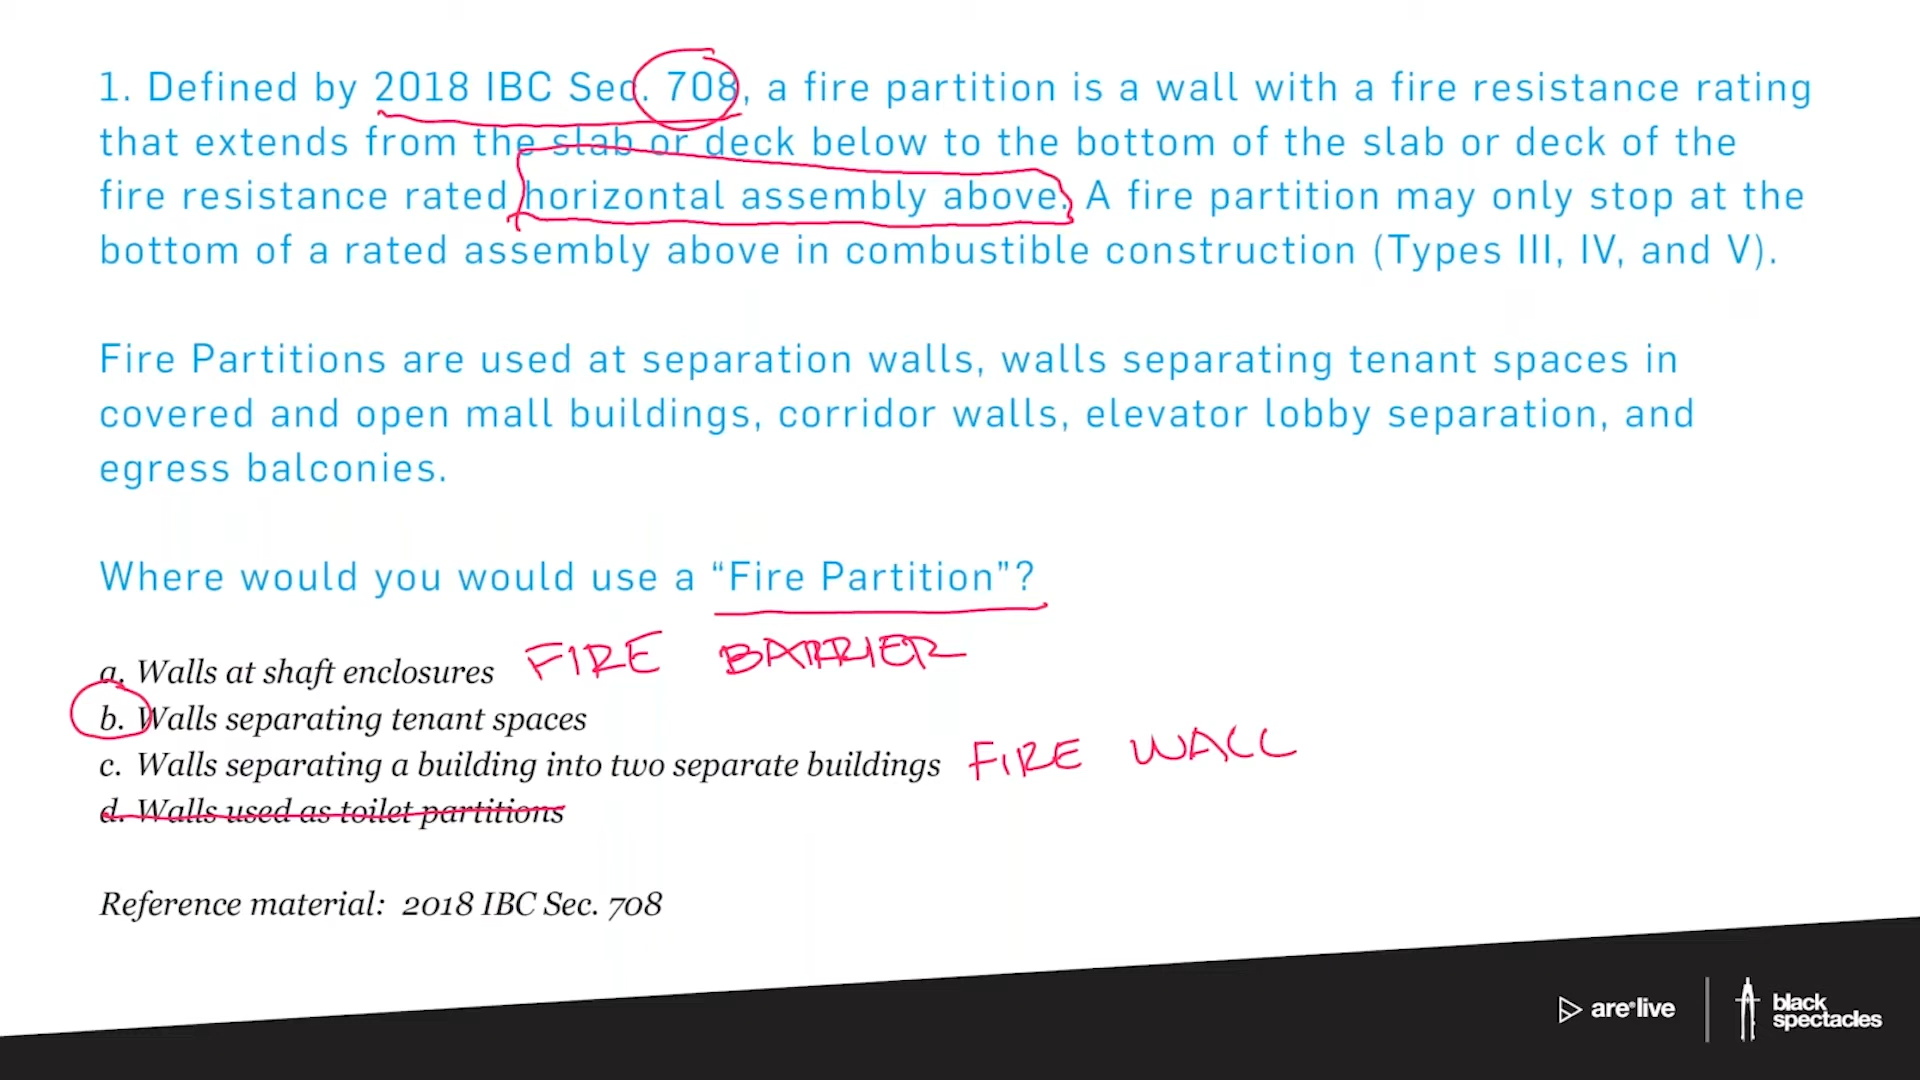 1. Defined by 2018 IBC Sec. 708, a fire partition is a wall with a fire resistance rating
that extends from the slab or deck below to the bottom of the slab or deck of the
fire resistance rated horizontal assembly above. A fire partition may only stop at the
bottom of a rated assembly above in combustible construction (Types III, IV, and V).
Fire Partitions are used at separation walls, walls separating tenant spaces in
covered and open mall buildings, corridor walls, elevator lobby separation, and
egress balconies.
Where would you would use a “Fire Partition”?
a. Walls at shaft enclosures FIRE BARRIER
b. Walls separating tenant spaces
c. Walls separating a building into two separate buildings FIRE WALL
d. Walls used as toilet partitions
Reference material: 2018 IBC Sec. 708
are live
black
spectacles